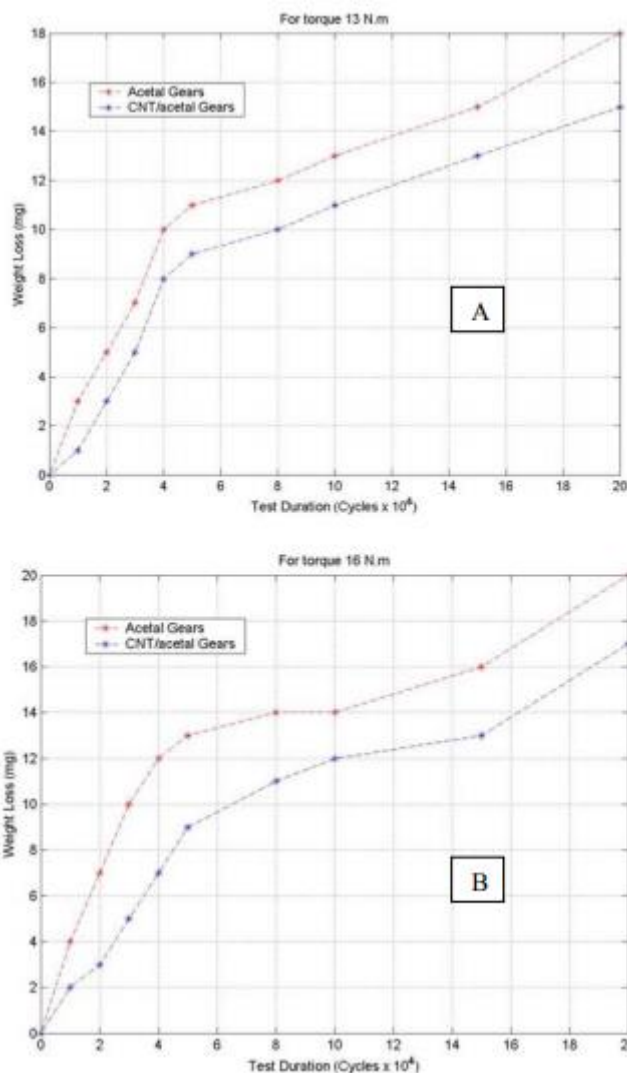 For torque 13 N.m
18
16
14
12
10
8
6
4
2
0
Weight Loss (mg)
Acetal Gears
CNT/acetal Gears
A
0 2 4 6 8 10 12 14 16 18 20
Test Duration (Cycles x 10⁶)
For torque 16 N.m
20
18
16
14
12
10
8
6
4
2
0
Weight Loss (mg)
Acetal Gears
CNT/acetal Gears
B
0 2 4 6 8 10 12 14 16 18 20
Test Duration (Cycles x 10⁶)